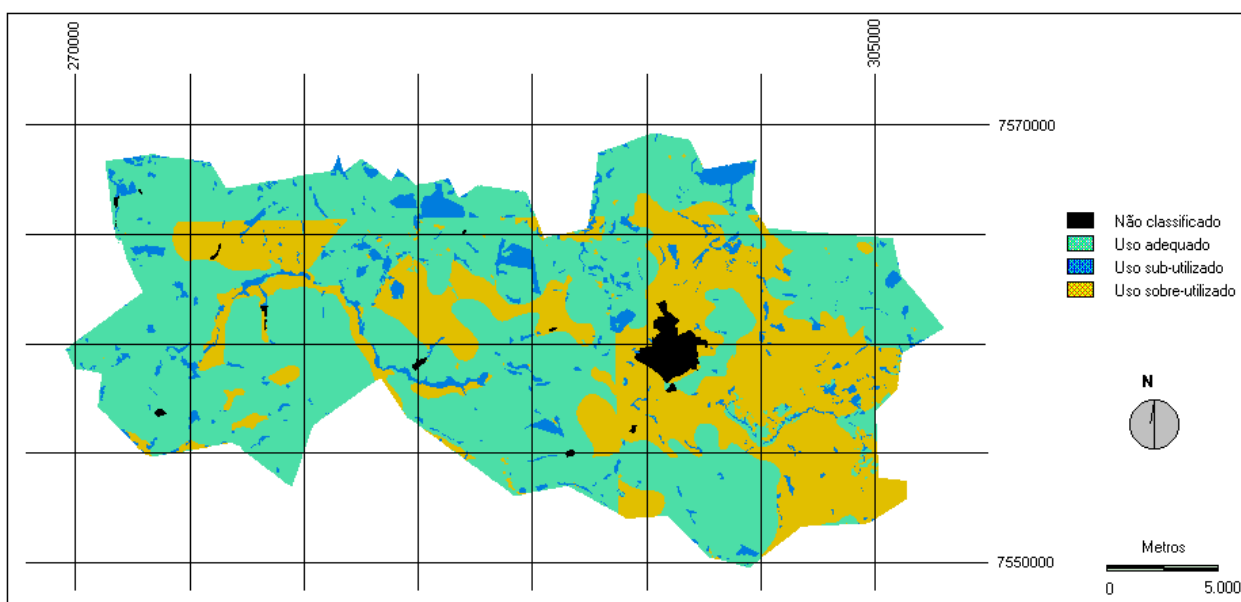 270000
305000
7570000
Não classificado
Uso adequado
Uso sub-utilizado
Uso sobre-utilizado
N
Metros
0 5.000
7550000